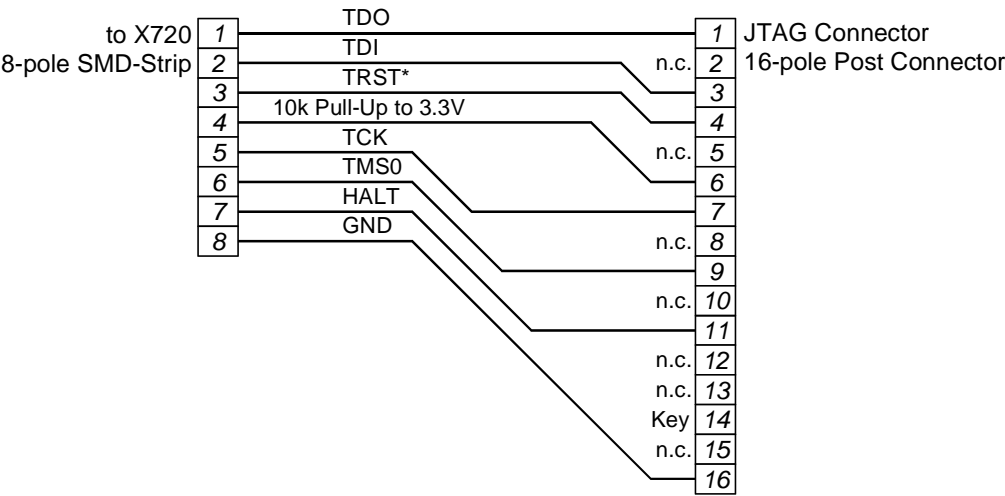 to X720
8-pole SMD-Strip
1
2
3
4
5
6
7
8
TDO
TDI
TRST*
10k Pull-Up to 3.3V
TCK
TMS0
HALT
GND
n.c.
n.c.
n.c.
n.c.
n.c.
n.c.
Key
n.c.
1
2
3
4
5
6
7
8
9
10
11
12
13
14
15
16
JTAG Connector
16-pole Post Connector